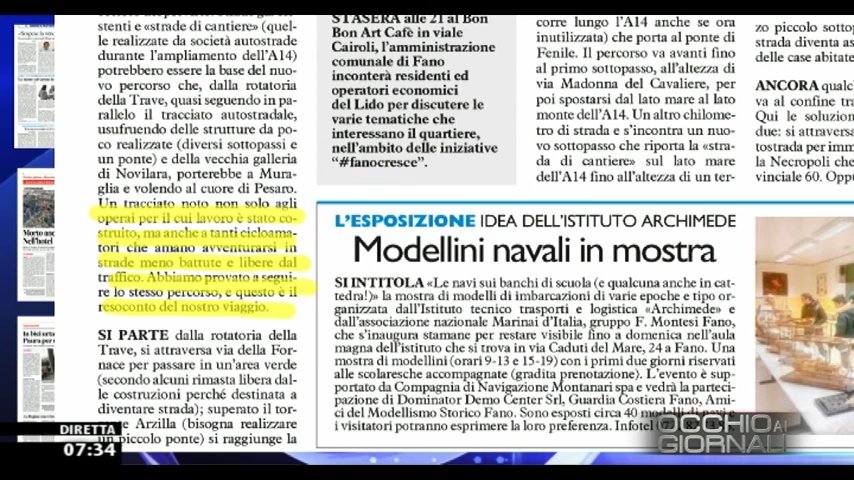 stenti e «strade di cantiere» (quel-
le realizzate da società autostrade
durante l'ampliamento dell'A14)
potrebbero essere la base del nuo-
vo percorso che, dalla rotatoria
della Trave, quasi seguendo in pa-
rallelo il tracciato autostradale,
usufruendo delle strutture da po-
co realizzate (diversi sottopassi e
un ponte) e della vecchia galleria
di Novilara, porterebbe a Mura-
glia e volendo al cuore di Pesaro.
Un tracciato noto non solo agli
operai per il cui lavoro è stato co-
struito, ma anche a tanti cicloama-
tori che amano avventurarsi in
strade meno battute e libere dal
traffico. Abbiamo provato a segui-
re lo stesso percorso, e questo è il
resoconto del nostro viaggio.
SI PARTE dalla rotatoria della
Trave, si attraversa via della For-
nace per passare in un'area verde
(secondo alcuni rimasta libera dal-
le costruzioni perché destinata a
diventare strada); superato il tor-
Arzilla (bisogna realizzare
un piccolo ponte) si raggiunge la
STASERA alle 21 al Bon
Bon Art Cafè in viale
Cairoli, l'amministrazione
comunale di Fano
inconterà residenti ed
operatori economici
del Lido per discutere le
varie tematiche che
interessano il quartiere,
nell'ambito delle iniziative
"#fanocresce".
corre lungo l'A14 anche se ora
inutilizzata) che porta al ponte di
Fenile. Il percorso va avanti fino
al primo sottopasso, all'altezza di
via Madonna del Cavaliere, per
poi spostarsi dal lato mare al lato
monte dell'A14. Un altro chilome-
tro di strada e s'incontra un nuo-
vo sottopasso che riporta la «stra-
da di cantiere» sul lato mare
dell'A14 fino all'altezza di un ter-
zo piccolo sottop
strada diventa as
delle case abitate
ANCORA qualch
va al confine tra
Qui le soluzion
due: si attraversa
tostrada per imm
la Necropoli che
vinciale 60. Oppu
L'ESPOSIZIONE IDEA DELL'ISTITUTO ARCHIMEDE
Modellini navali in mostra
SI INTITOLA «Le navi sui banchi di scuola (e qualcuna anche in cat-
tedra!)» la mostra di modelli di imbarcazioni di varie epoche e tipo or-
ganizzata dall'Istituto tecnico trasporti e logistica «Archimede» e
dall'associazione nazionale Marinai d'Italia, gruppo F. Montesi Fano,
che s'inaugura stamane per restare visibile fino a domenica nell'aula
magna dell'istituto che si trova in via Caduti del Mare, 24 a Fano. Una
mostra di modellini (orari 9-13 e 15-19) con i primi due giorni riservati
alle scolaresche accompagnate (gradita prenotazione). L'evento è sup-
portato da Compagnia di Navigazione Montanari spa e vedrà la parteci-
pazione di Dominator Demo Center Srl, Guardia Costiera Fano, Ami-
ci del Modellismo Storico Fano. Sono esposti circa 40 modelli di navi e
i visitatori potranno esprimere la loro preferenza. Infotel
OCCHIO AI
GIORNALI
DIRETTA
07:34